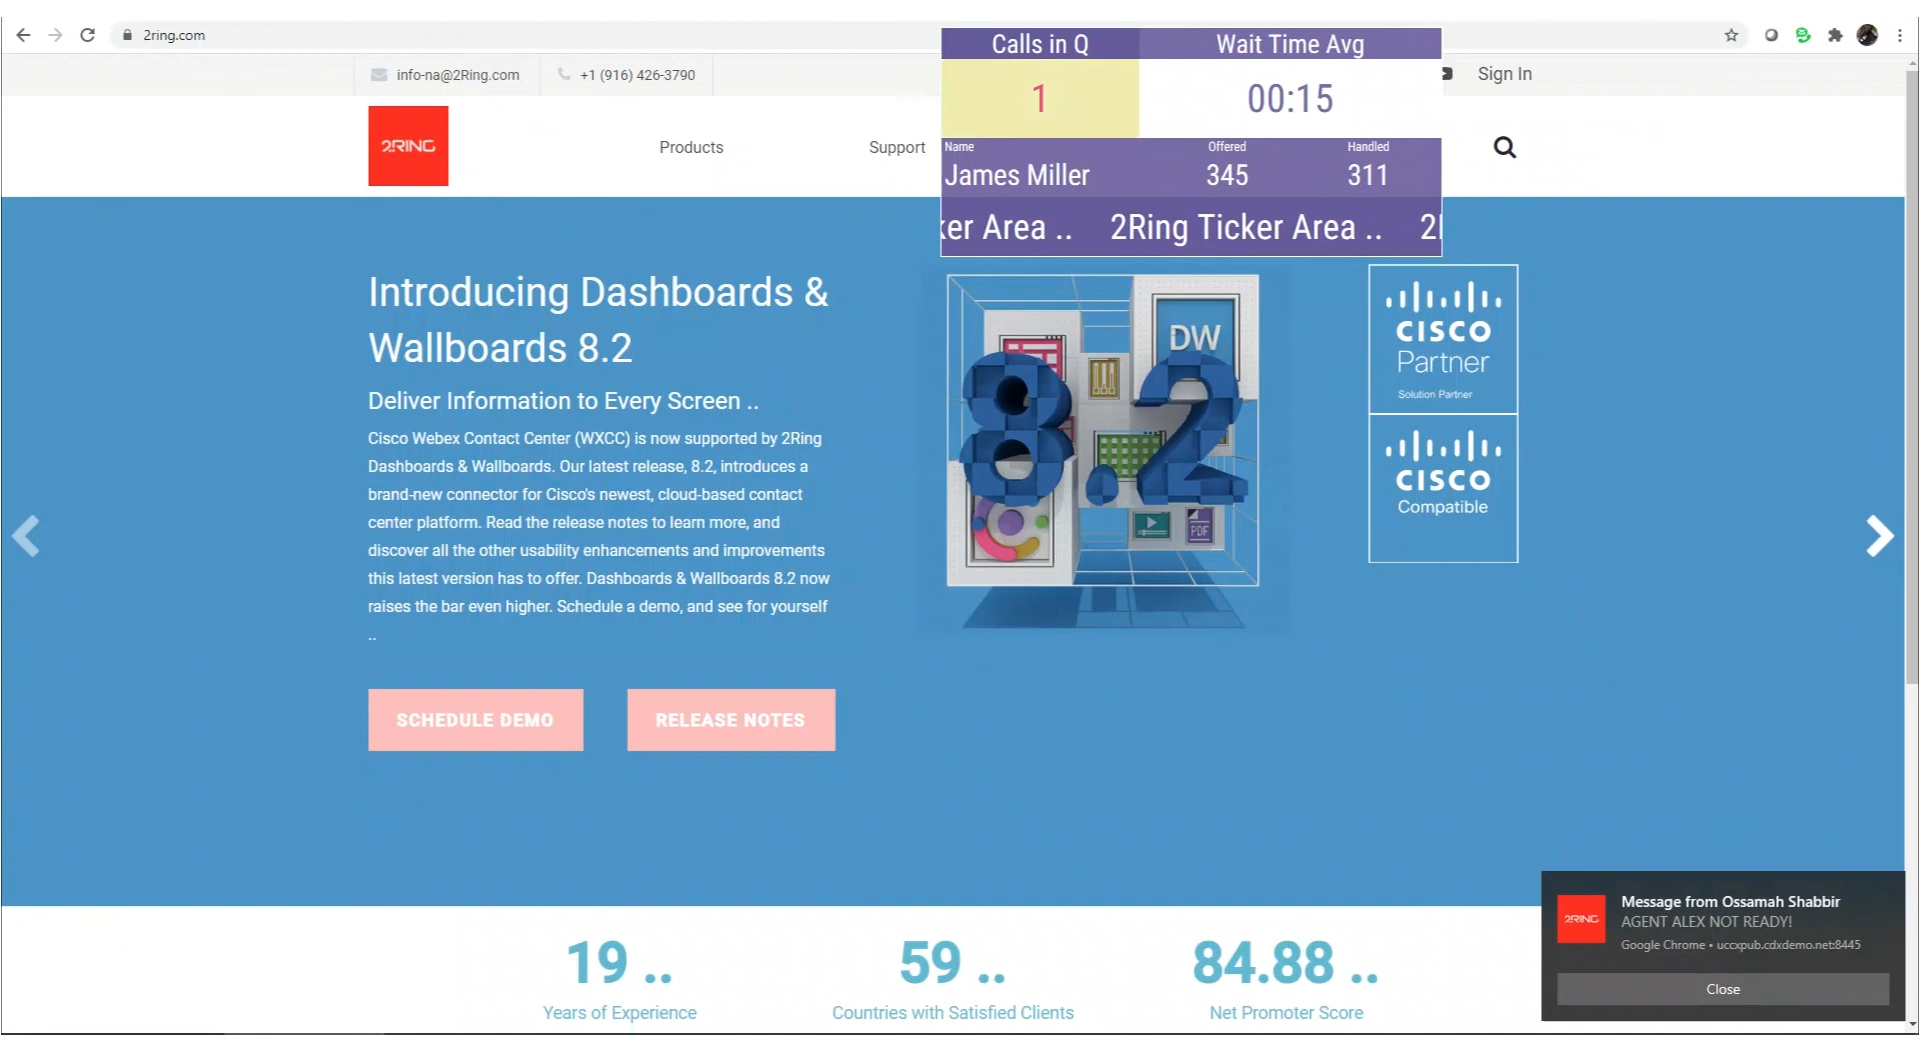 2ring.com
info-na@2Ring.com
+1 (916) 426-3790
Sign In
Calls in Q
Wait Time Avg
1
00:15
Name Offered Handled
James Miller 345 311
ker Area .. 2Ring Ticker Area .. 2
2RING
Products
Support
Introducing Dashboards &
Wallboards 8.2
Deliver Information to Every Screen ..
Cisco Webex Contact Center (WXCC) is now supported by 2Ring
Dashboards & Wallboards. Our latest release, 8.2, introduces a
brand-new connector for Cisco's newest, cloud-based contact
center platform. Read the release notes to learn more, and
discover all the other usability enhancements and improvements
this latest version has to offer. Dashboards & Wallboards 8.2 now
raises the bar even higher. Schedule a demo, and see for yourself
..
SCHEDULE DEMO
RELEASE NOTES
DW
8.2
PDF
CISCO
Partner
Solution Partner
CISCO
Compatible
19 ..
Years of Experience
59 ..
Countries with Satisfied Clients
84.88 ..
Net Promoter Score
2RING
Message from Ossamah Shabbir
AGENT ALEX NOT READY!
Google Chrome • uccxpub.cdxdemo.net:8445
Close